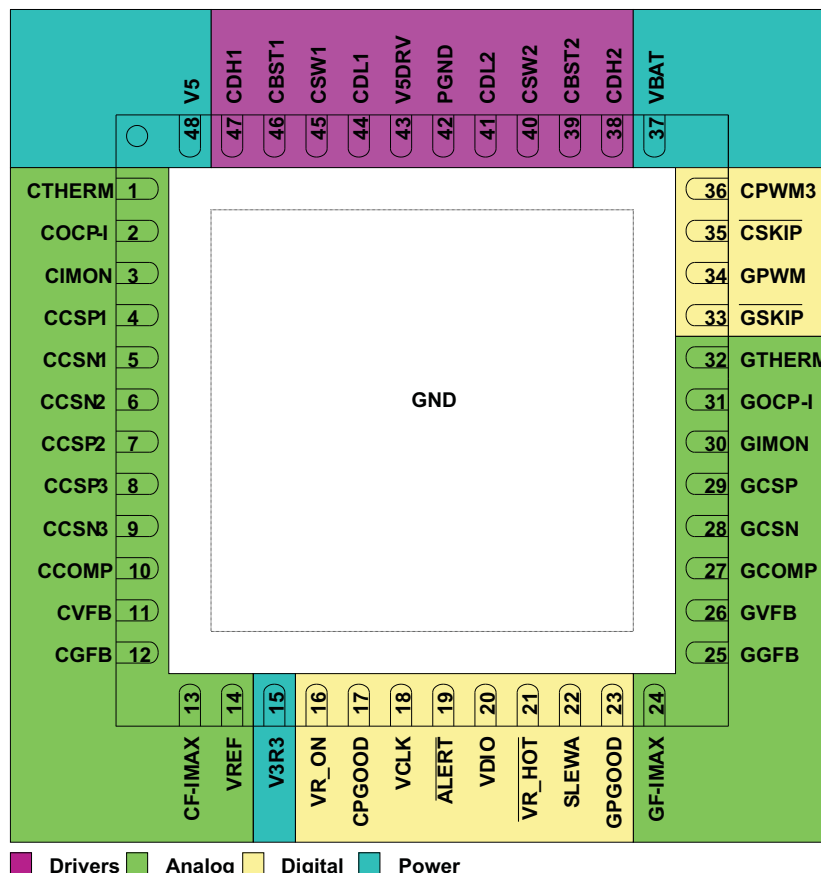 V5
CDH1
CBST1
CSW1
CDL1
V5DRV
PGND
CDL2
CSW2
CBST2
CDH2
VBAT
48
47
46
45
44
43
42
41
40
39
38
37
CTHERM 1
COCP-I 2
CIMON 3
CCSP1 4
CCSN1 5
CCSN2 6
CCSP2 7
CCSP3 8
CCSN3 9
CCOMP 10
CVFB 11
CGFB 12
GND
36 CPWM3
35 CSKIP
34 GPWM
33 GSKIP
32 GTHERM
31 GOCP-I
30 GIMON
29 GCSP
28 GCSN
27 GCOMP
26 GVFB
25 GGFB
13
14
15
16
17
18
19
20
21
22
23
24
CF-IMAX
VREF
V3R3
VR_ON
CPGOOD
VCLK
ALERT
VDIO
VR_HOT
SLEWA
GPGOOD
GF-IMAX
Drivers Analog Digital Power